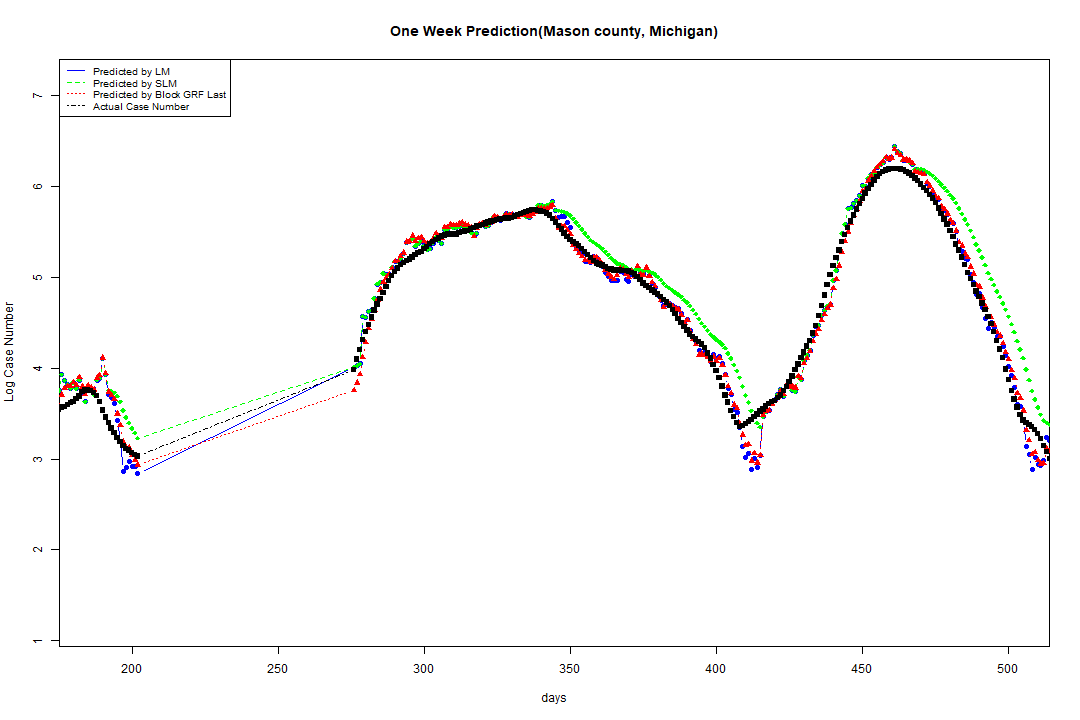 One Week Prediction(Mason county, Michigan)
Predicted by LM
Predicted by SLM
Predicted by Block GRF Last
Actual Case Number
7
6
5
4
3
2
1
Log Case Number
200 250 300 350 400 450 500
days